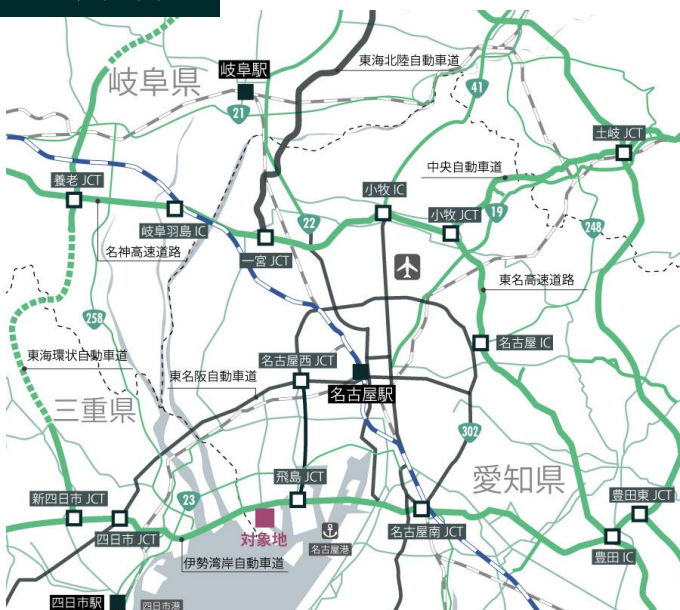 岐阜県
岐阜駅
東海北陸自動車道
41
21
土岐 JCT
中央自動車道
養老 JCT
小牧 IC
小牧 JCT
19
岐阜羽島 IC
22
248
一宮 JCT
名神高速道路
東名高速道路
258
名古屋 IC
東海環状自動車道
名古屋西 JCT
東名阪自動車道
名古屋駅
三重県
302
愛知県
飛島 JCT
23
新四日市 JCT
豊田東 JCT
対象地
四日市 JCT
名古屋港
名古屋南 JCT
豊田 IC
伊勢湾岸自動車道
四日市駅
四日市港